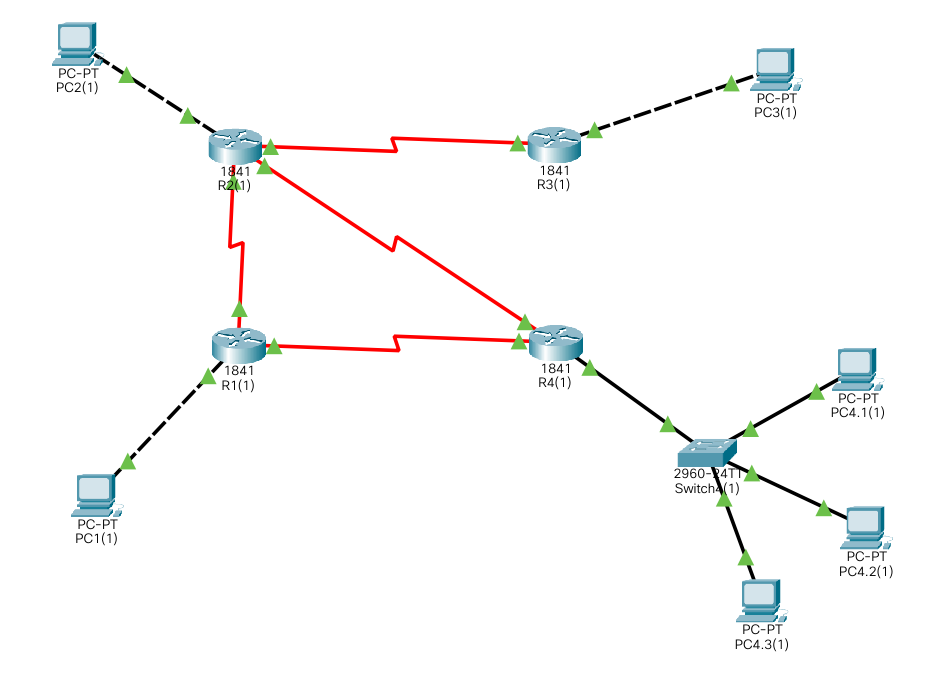 PC-PT
PC2(1)
PC-PT
PC3(1)
1841
R2(1)
1841
R3(1)
1841
R1(1)
1841
R4(1)
PC-PT
PC4.1(1)
2960-24TT
Switch4(1)
PC-PT
PC1(1)
PC-PT
PC4.2(1)
PC-PT
PC4.3(1)